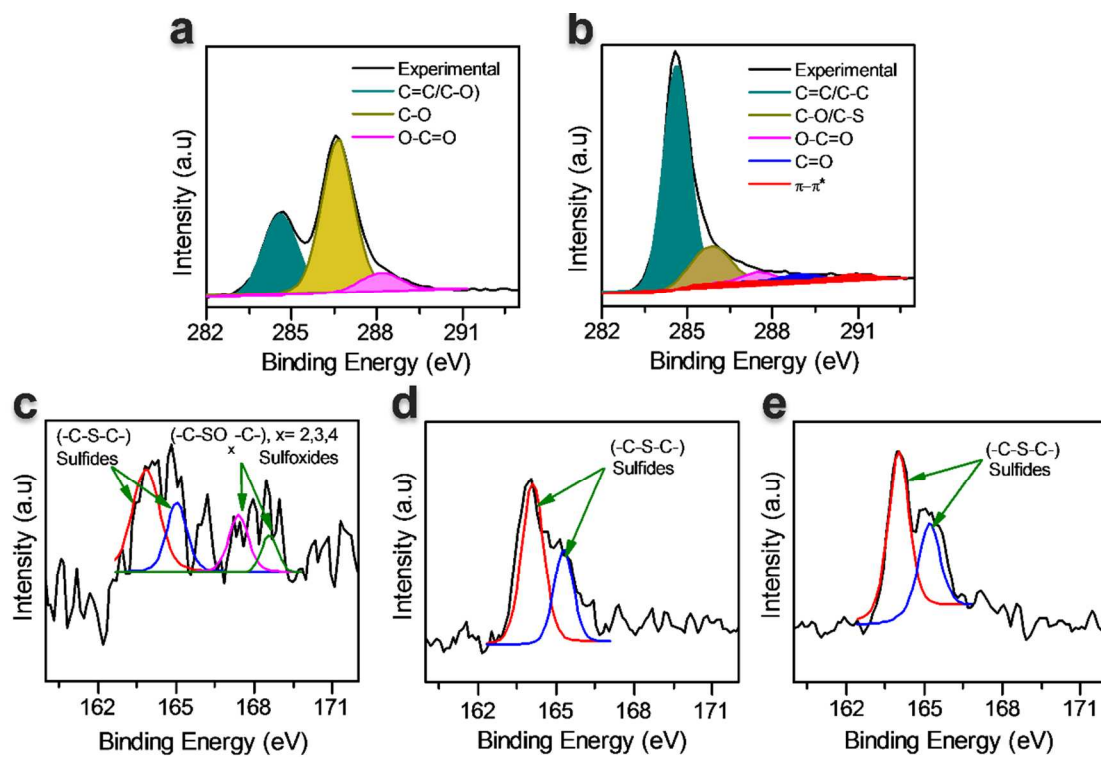 a
Experimental
C=C/C-O)
C-O
O-C=O
Intensity (a.u)
282 285 288 291
Binding Energy (eV)
b
Experimental
C=C/C-C
C-O/C-S
O-C=O
C=O
π-π*
Intensity (a.u)
282 285 288 291
Binding Energy (eV)
c
(-C-S-C-) (-C-SO -C-), x= 2,3,4
x
Sulfides Sulfoxides
Intensity (a.u)
162 165 168 171
Binding Energy (eV)
d
(-C-S-C-)
Sulfides
Intensity (a.u)
162 165 168 171
Binding Energy (eV)
e
(-C-S-C-)
Sulfides
Intensity (a.u)
162 165 168 171
Binding Energy (eV)